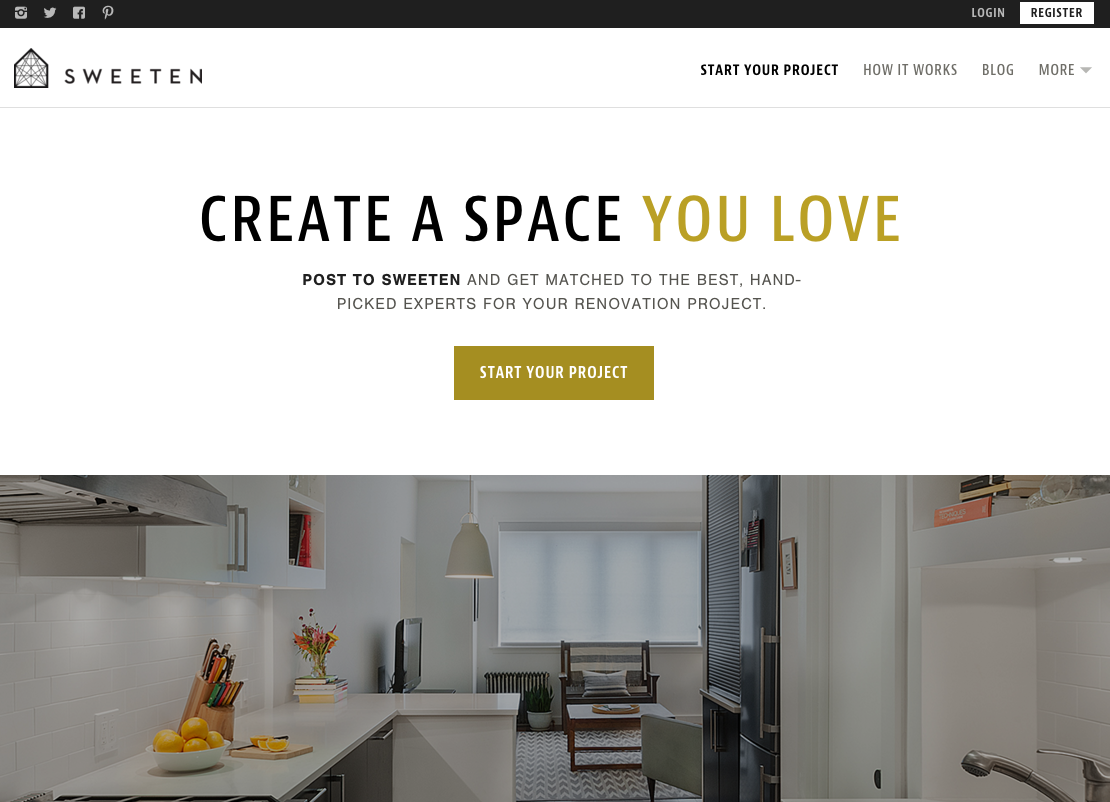 LOGIN REGISTER
SWEETEN START YOUR PROJECT HOW IT WORKS BLOG MORE
CREATE A SPACE YOU LOVE
POST TO SWEETEN AND GET MATCHED TO THE BEST, HAND-
PICKED EXPERTS FOR YOUR RENOVATION PROJECT.
START YOUR PROJECT